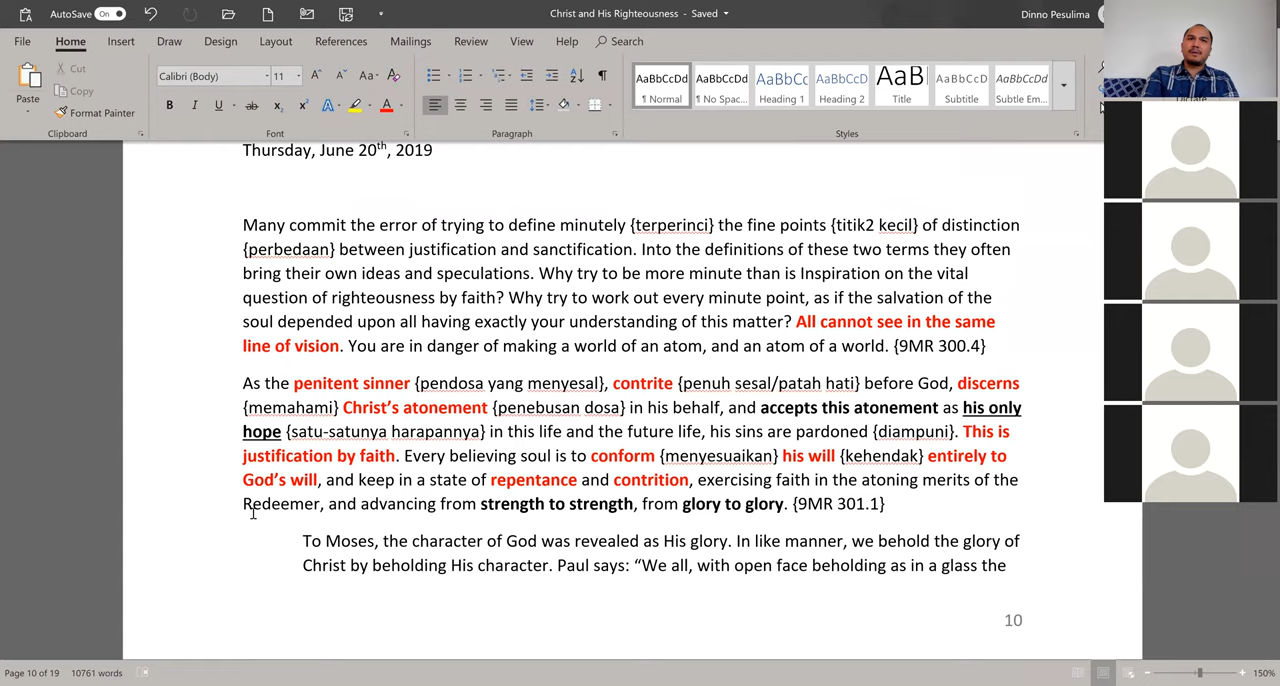 AutoSave On
Christ and His Righteousness - Saved
Dinno Pesulima
File Home Insert Draw Design Layout References Mailings Review View Help Search
Paste
Cut
Copy
Format Painter
Clipboard
Calibri (Body) 11
Font
Paragraph
AaBbCcDd AaBbCcDd AaBbCc AaBbCcD AaB AaBbCcD AaBbCcDd
¶ Normal ¶ No Spac... Heading 1 Heading 2 Title Subtitle Subtle Em...
Styles
Dictate
Thursday, June 20th, 2019
Many commit the error of trying to define minutely {terperinci} the fine points {titik2 kecil} of distinction
{perbedaan} between justification and sanctification. Into the definitions of these two terms they often
bring their own ideas and speculations. Why try to be more minute than is Inspiration on the vital
question of righteousness by faith? Why try to work out every minute point, as if the salvation of the
soul depended upon all having exactly your understanding of this matter? All cannot see in the same
line of vision. You are in danger of making a world of an atom, and an atom of a world. {9MR 300.4}
As the penitent sinner {pendosa yang menyesal}, contrite {penuh sesal/patah hati} before God, discerns
{memahami} Christ’s atonement {penebusan dosa} in his behalf, and accepts this atonement as his only
hope {satu-satunya harapannya} in this life and the future life, his sins are pardoned {diampuni}. This is
justification by faith. Every believing soul is to conform {menyesuaikan} his will {kehendak} entirely to
God’s will, and keep in a state of repentance and contrition, exercising faith in the atoning merits of the
Redeemer, and advancing from strength to strength, from glory to glory. {9MR 301.1}
To Moses, the character of God was revealed as His glory. In like manner, we behold the glory of
Christ by beholding His character. Paul says: “We all, with open face beholding as in a glass the
10
Page 10 of 19 10761 words
150%